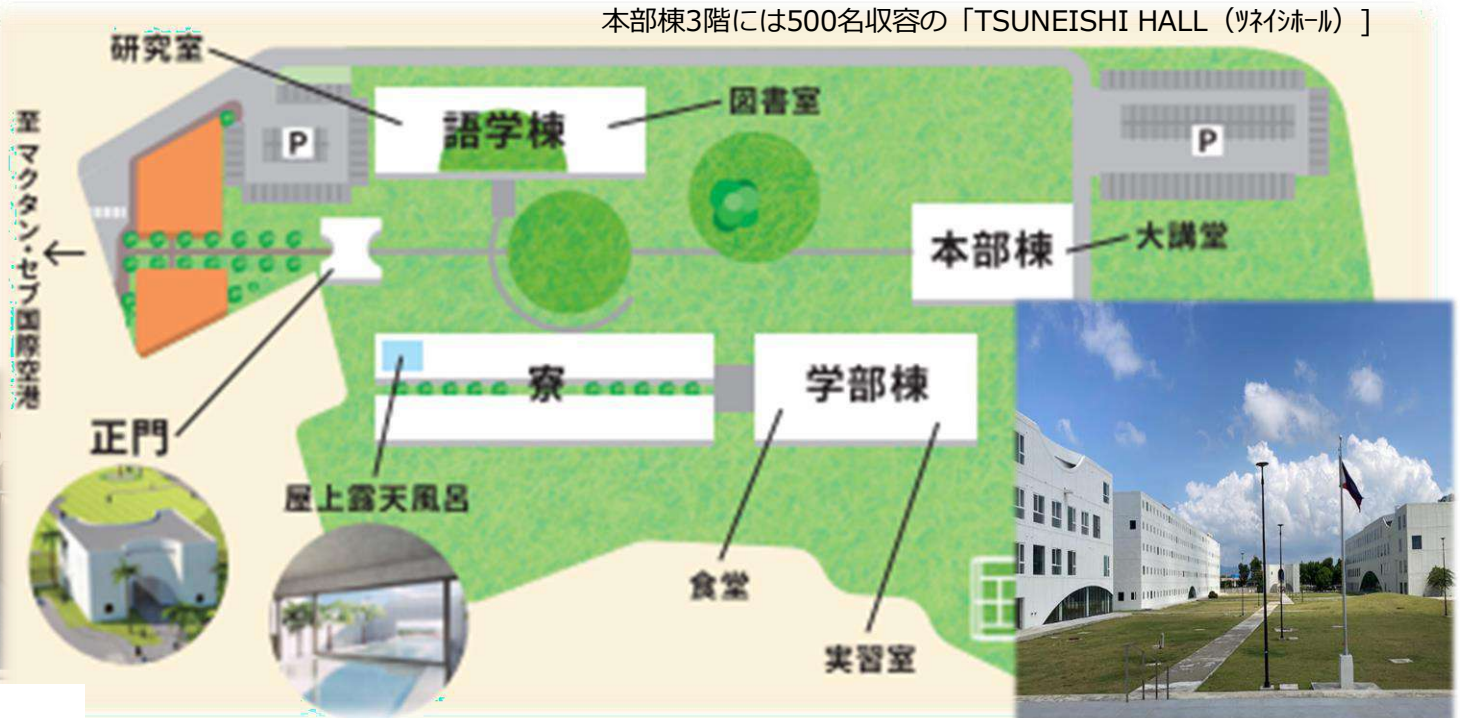 本部棟3階には500名収容の「TSUNEISHI HALL（ﾂﾈｲｼﾎｰﾙ）]
研究室
図書室
語学棟
P
P
至 マクタン・セブ国際空港
←
本部棟
大講堂
寮
学部棟
正門
屋上露天風呂
食堂
実習室